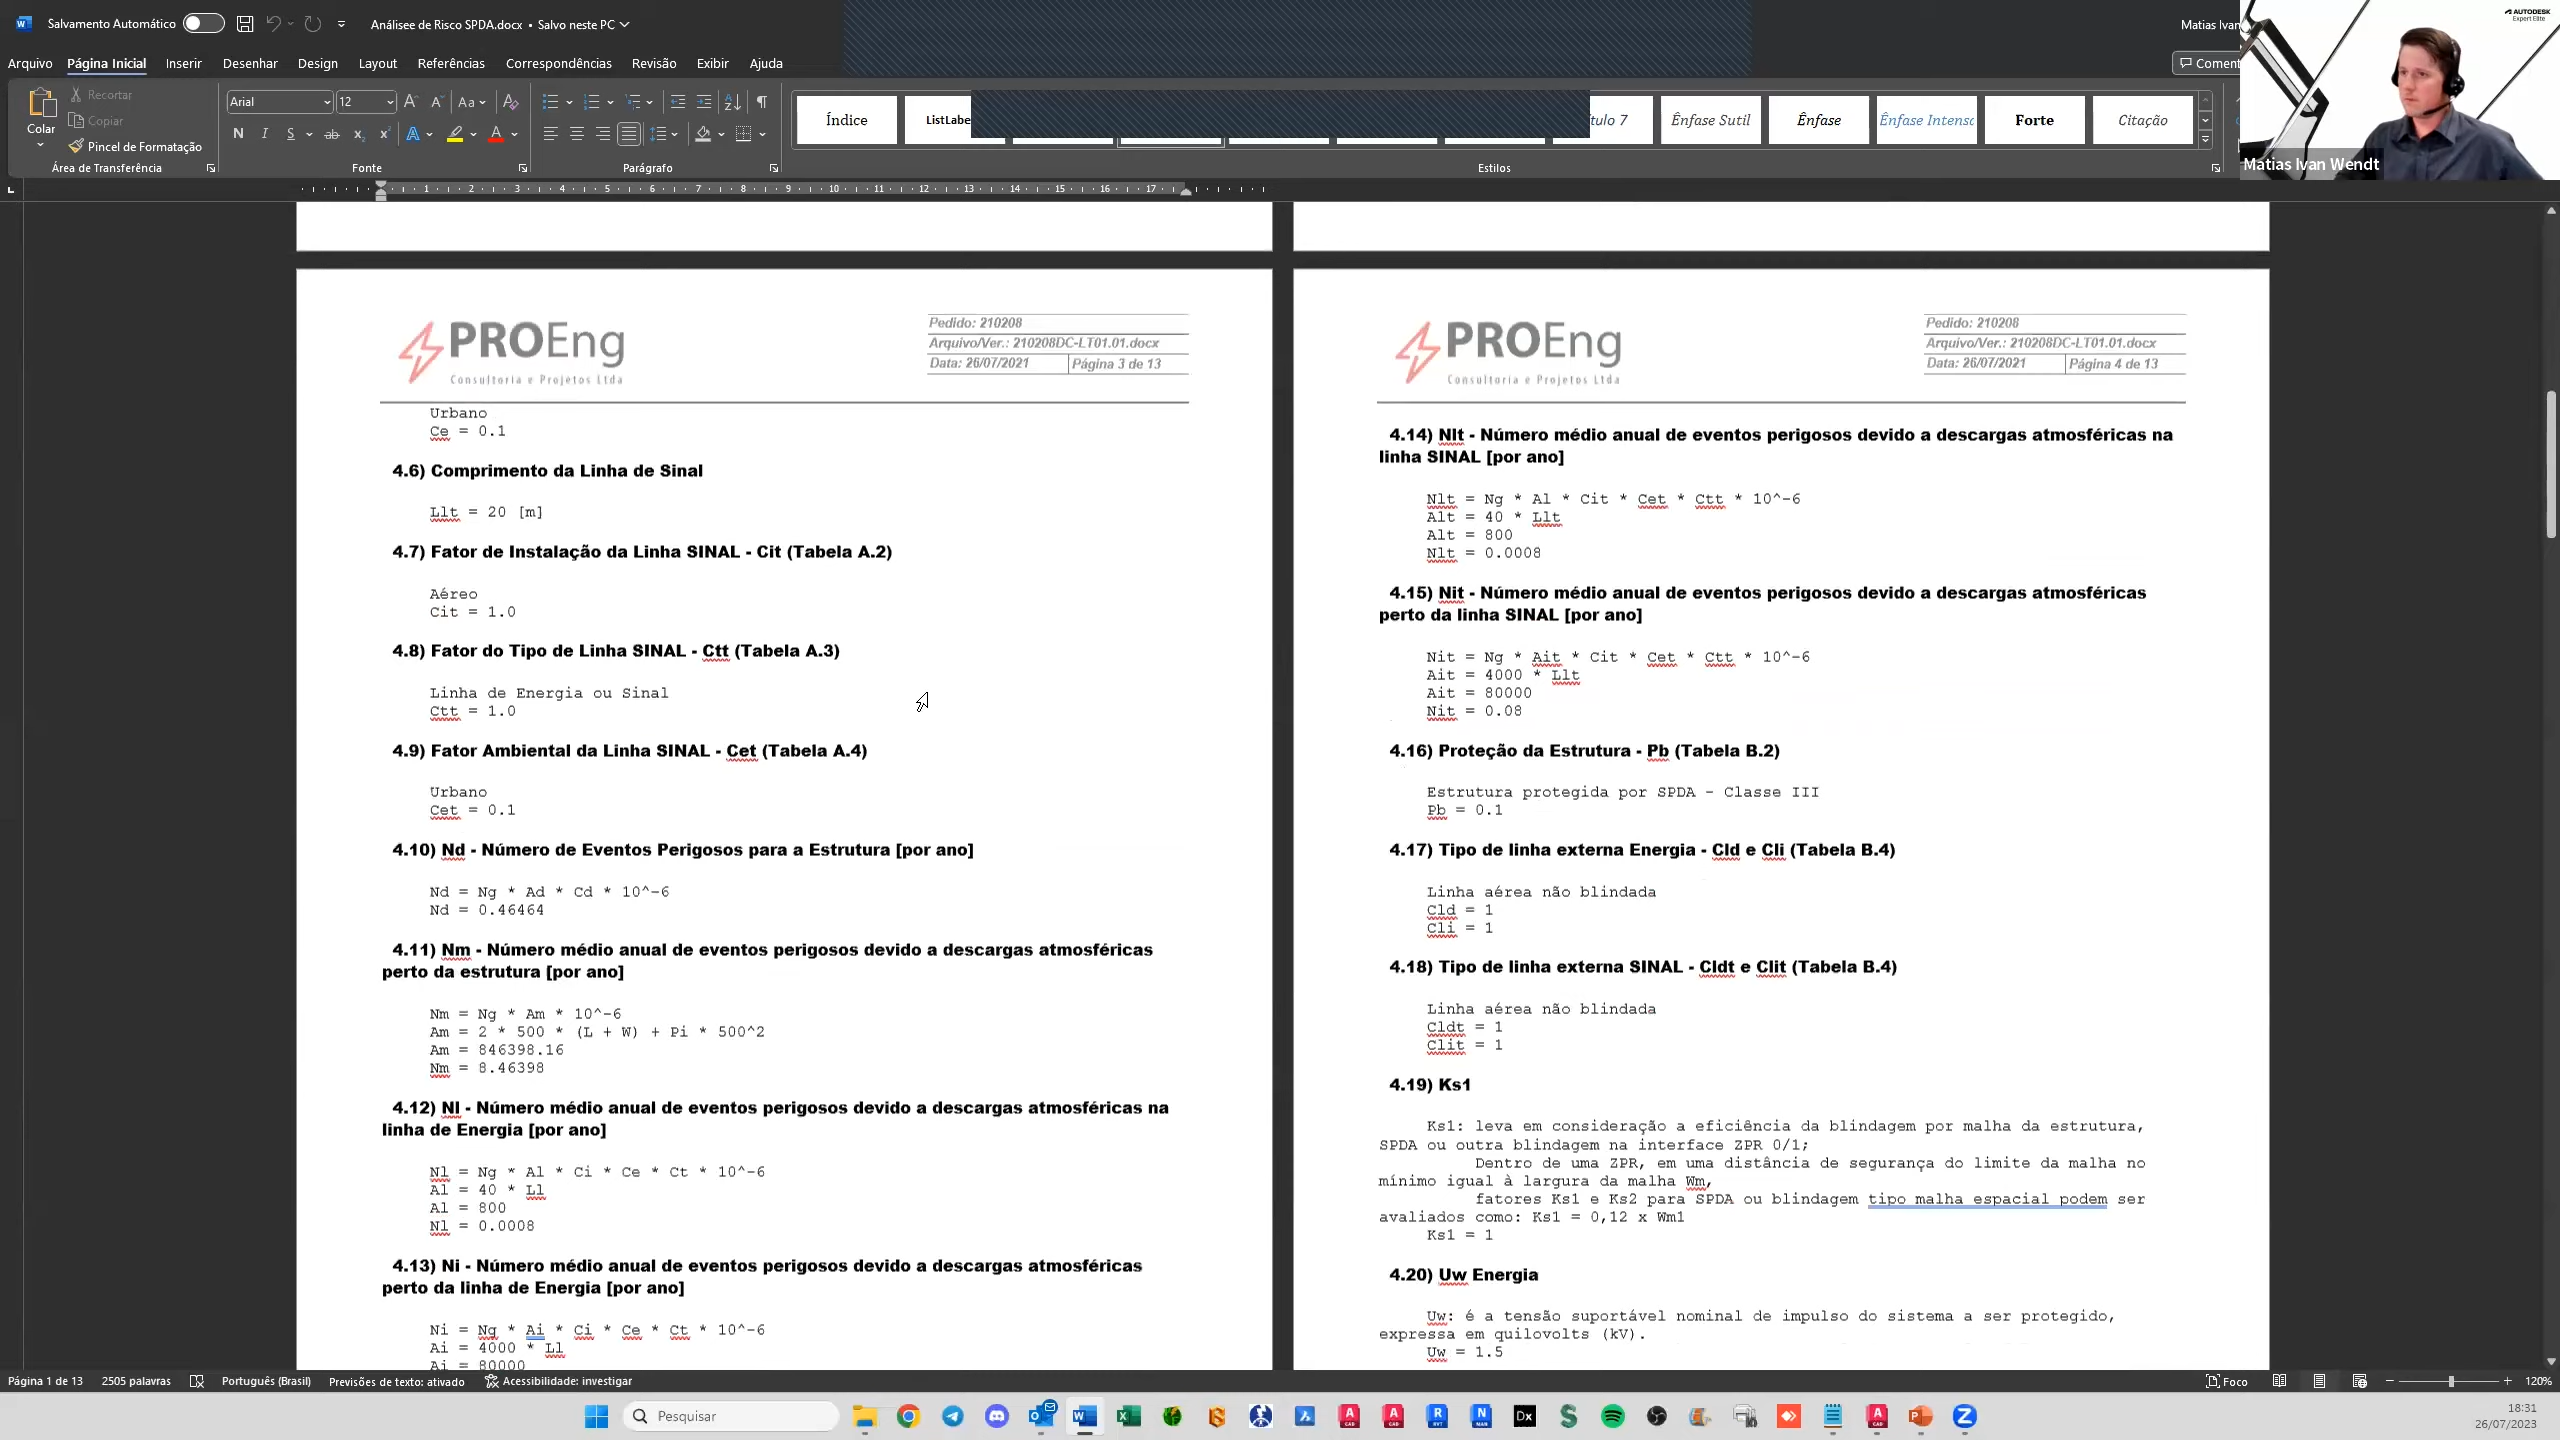 Salvamento Automático
Análisee de Risco SPDA.docx • Salvo neste PC
Matias Ivan
AUTODESK
Expert Elite
Arquivo
Página Inicial
Inserir
Desenhar
Design
Layout
Referências
Correspondências
Revisão
Exibir
Ajuda
Coment
Colar
Recortar
Copiar
Pincel de Formatação
Área de Transferência
Arial
12
Fonte
Parágrafo
Índice
ListLabe
ítulo 7
Ênfase Sutil
Ênfase
Ênfase Intensa
Forte
Citação
Estilos
Matias Ivan Wendt
1 2 3 4 5 6 7 8 9 10 11 12 13 14 15 16 17
PROEng
Consultoria e Projetos Ltda
Pedido: 210208
Arquivo/Ver.: 210208DC-LT01.01.docx
Data: 26/07/2021 Página 3 de 13
Urbano
Ce = 0.1
4.6) Comprimento da Linha de Sinal
Llt = 20 [m]
4.7) Fator de Instalação da Linha SINAL - Cit (Tabela A.2)
Aéreo
Cit = 1.0
4.8) Fator do Tipo de Linha SINAL - Ctt (Tabela A.3)
Linha de Energia ou Sinal
Ctt = 1.0
4.9) Fator Ambiental da Linha SINAL - Cet (Tabela A.4)
Urbano
Cet = 0.1
4.10) Nd - Número de Eventos Perigosos para a Estrutura [por ano]
Nd = Ng * Ad * Cd * 10^-6
Nd = 0.46464
4.11) Nm - Número médio anual de eventos perigosos devido a descargas atmosféricas
perto da estrutura [por ano]
Nm = Ng * Am * 10^-6
Am = 2 * 500 * (L + W) + Pi * 500^2
Am = 846398.16
Nm = 8.46398
4.12) Nl - Número médio anual de eventos perigosos devido a descargas atmosféricas na
linha de Energia [por ano]
Nl = Ng * Al * Ci * Ce * Ct * 10^-6
Al = 40 * Ll
Al = 800
Nl = 0.0008
4.13) Ni - Número médio anual de eventos perigosos devido a descargas atmosféricas
perto da linha de Energia [por ano]
Ni = Ng * Ai * Ci * Ce * Ct * 10^-6
Ai = 4000 * Ll
Ai = 80000
PROEng
Consultoria e Projetos Ltda
Pedido: 210208
Arquivo/Ver.: 210208DC-LT01.01.docx
Data: 26/07/2021 Página 4 de 13
4.14) Nlt - Número médio anual de eventos perigosos devido a descargas atmosféricas na
linha SINAL [por ano]
Nlt = Ng * Al * Cit * Cet * Ctt * 10^-6
Alt = 40 * Llt
Alt = 800
Nlt = 0.0008
4.15) Nit - Número médio anual de eventos perigosos devido a descargas atmosféricas
perto da linha SINAL [por ano]
Nit = Ng * Ait * Cit * Cet * Ctt * 10^-6
Ait = 4000 * Llt
Ait = 80000
Nit = 0.08
4.16) Proteção da Estrutura - Pb (Tabela B.2)
Estrutura protegida por SPDA - Classe III
Pb = 0.1
4.17) Tipo de linha externa Energia - Cld e Cli (Tabela B.4)
Linha aérea não blindada
Cld = 1
Cli = 1
4.18) Tipo de linha externa SINAL - Cldt e Clit (Tabela B.4)
Linha aérea não blindada
Cldt = 1
Clit = 1
4.19) Ks1
Ks1: leva em consideração a eficiência da blindagem por malha da estrutura,
SPDA ou outra blindagem na interface ZPR 0/1;
Dentro de uma ZPR, em uma distância de segurança do limite da malha no
mínimo igual à largura da malha Wm,
fatores Ks1 e Ks2 para SPDA ou blindagem tipo malha espacial podem ser
avaliados como: Ks1 = 0,12 x Wm1
Ks1 = 1
4.20) Uw Energia
Uw: é a tensão suportável nominal de impulso do sistema a ser protegido,
expressa em quilovolts (kV).
Uw = 1.5
Página 1 de 13
2505 palavras
Português (Brasil)
Previsões de texto: ativado
Acessibilidade: investigar
Foco
120%
Pesquisar
18:31
26/07/2023